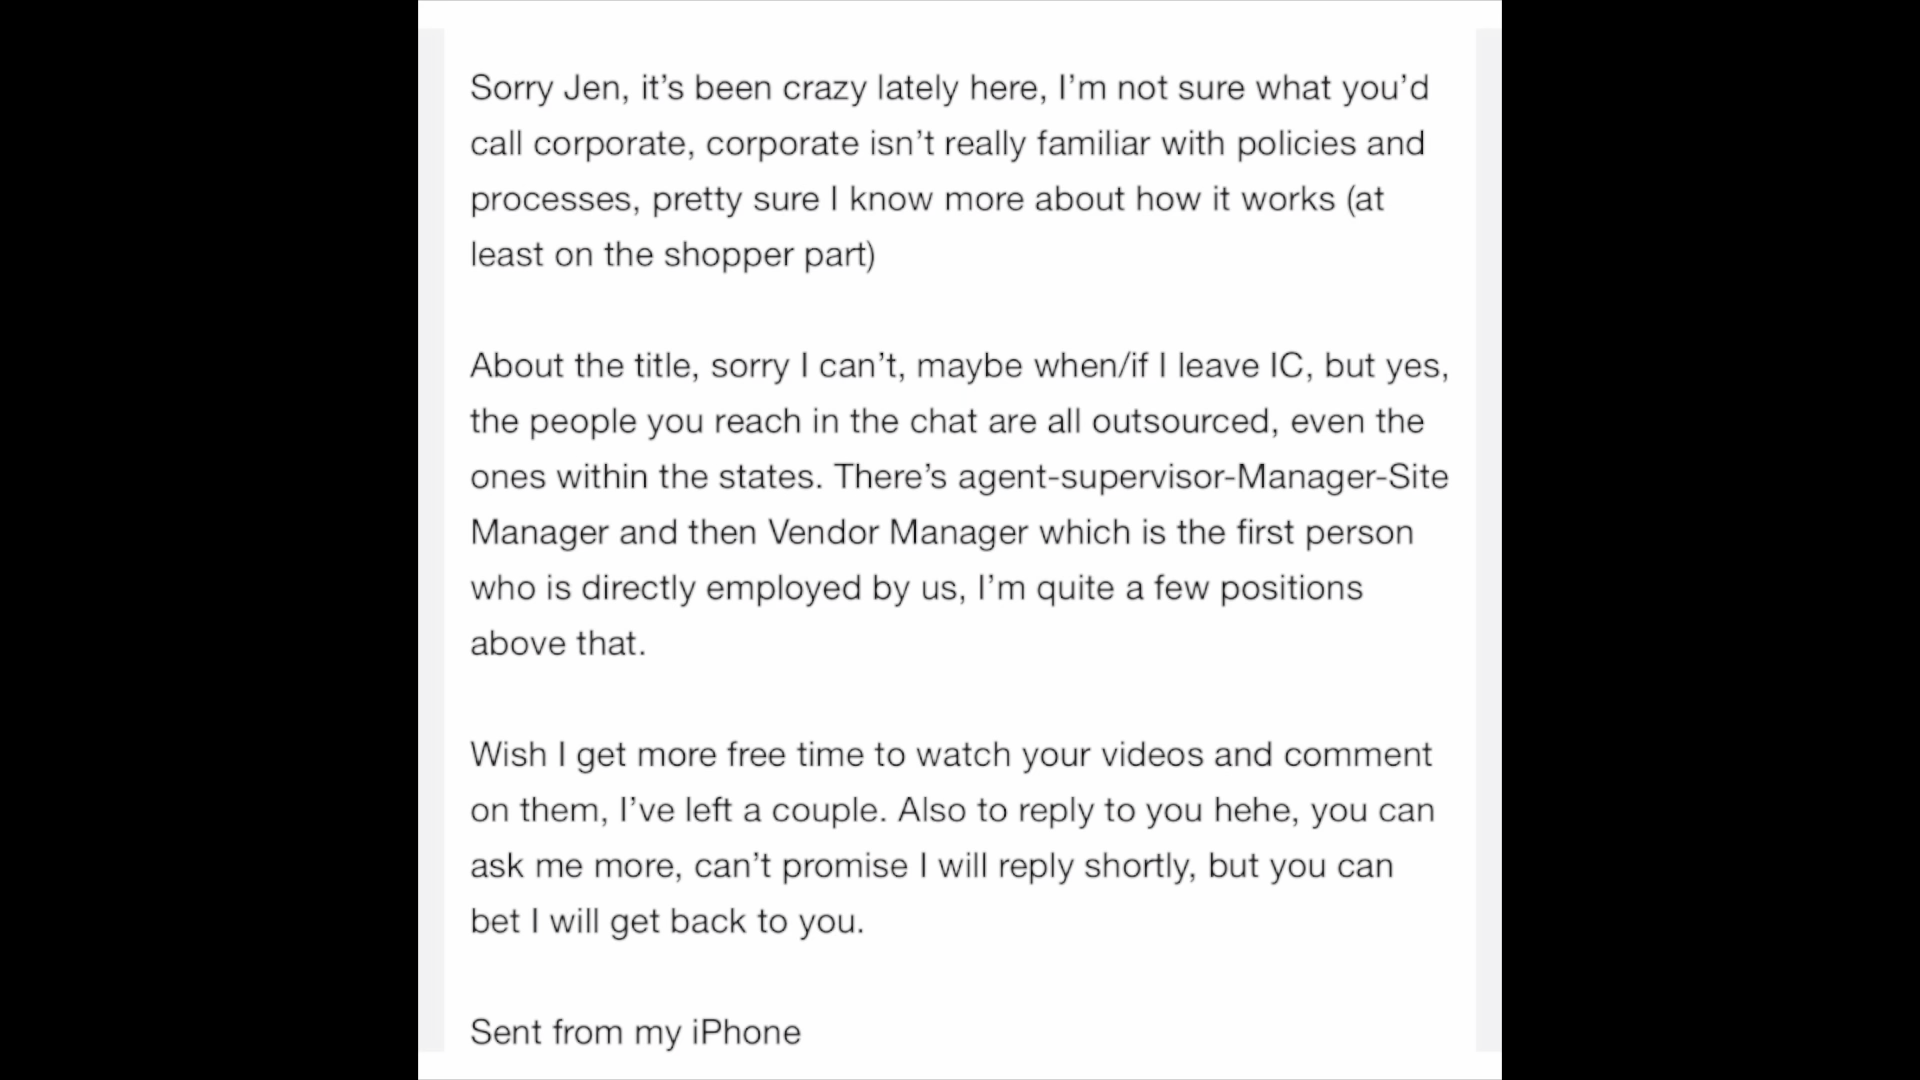 Sorry Jen, it’s been crazy lately here, I’m not sure what you’d
call corporate, corporate isn’t really familiar with policies and
processes, pretty sure I know more about how it works (at
least on the shopper part)
About the title, sorry I can’t, maybe when/if I leave IC, but yes,
the people you reach in the chat are all outsourced, even the
ones within the states. There’s agent-supervisor-Manager-Site
Manager and then Vendor Manager which is the first person
who is directly employed by us, I’m quite a few positions
above that.
Wish I get more free time to watch your videos and comment
on them, I’ve left a couple. Also to reply to you hehe, you can
ask me more, can’t promise I will reply shortly, but you can
bet I will get back to you.
Sent from my iPhone